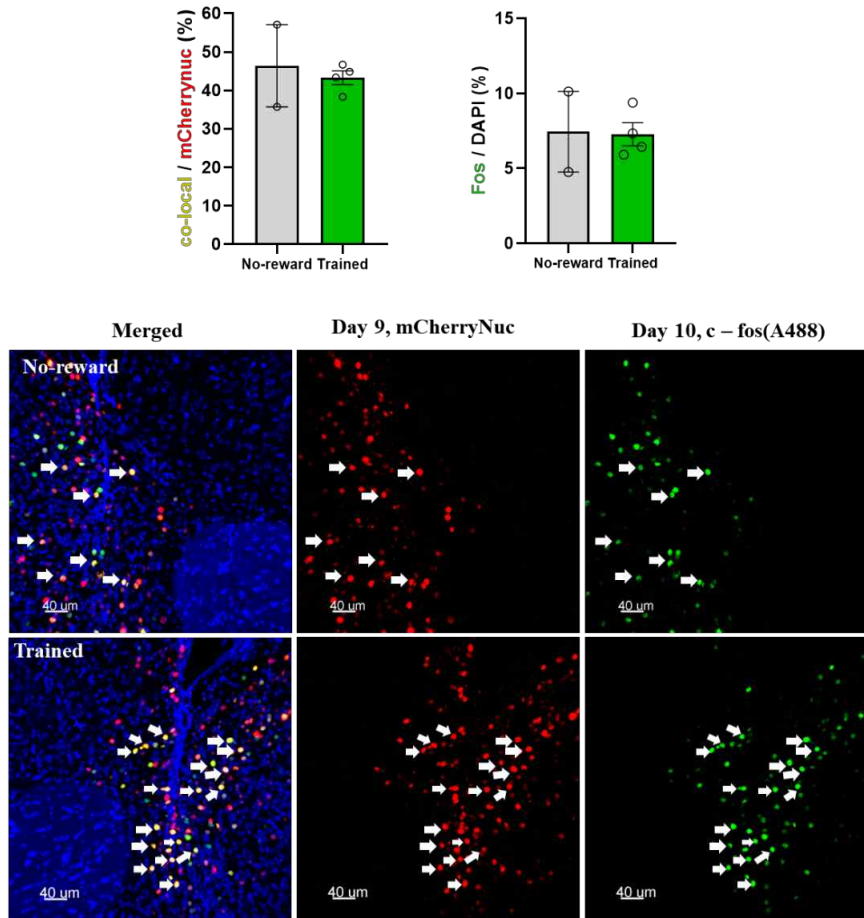 60
50
40
30
20
10
0
co-local / mCherrynuc (%)
No-reward Trained
15
10
5
0
Fos / DAPI (%)
No-reward Trained
Merged
Day 9, mCherryNuc
Day 10, c – fos(A488)
No-reward
40 um
40 um
40 um
Trained
40 um
40 um
40 um